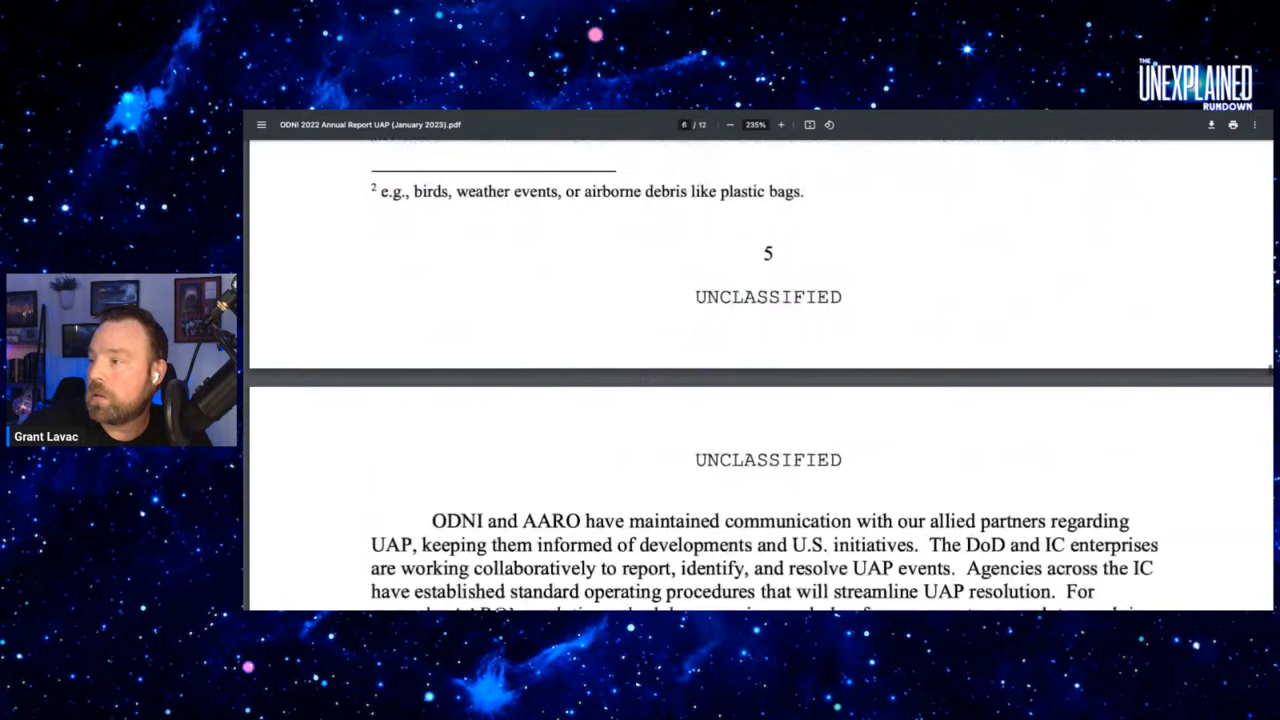 THE
UNEXPLAINED
RUNDOWN
ODNI 2022 Annual Report UAP (January 2023).pdf
6 / 12
235%
2 e.g., birds, weather events, or airborne debris like plastic bags.
5
UNCLASSIFIED
UNCLASSIFIED
ODNI and AARO have maintained communication with our allied partners regarding
UAP, keeping them informed of developments and U.S. initiatives. The DoD and IC enterprises
are working collaboratively to report, identify, and resolve UAP events. Agencies across the IC
have established standard operating procedures that will streamline UAP resolution. For
Grant Lavac